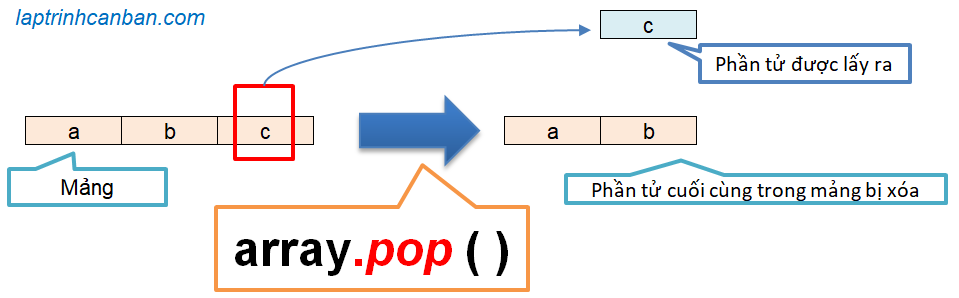 laptrinhcanban.com
c
Phần tử được lấy ra
a b c
a b
Mảng
Phần tử cuối cùng trong mảng bị xóa
array.pop ( )